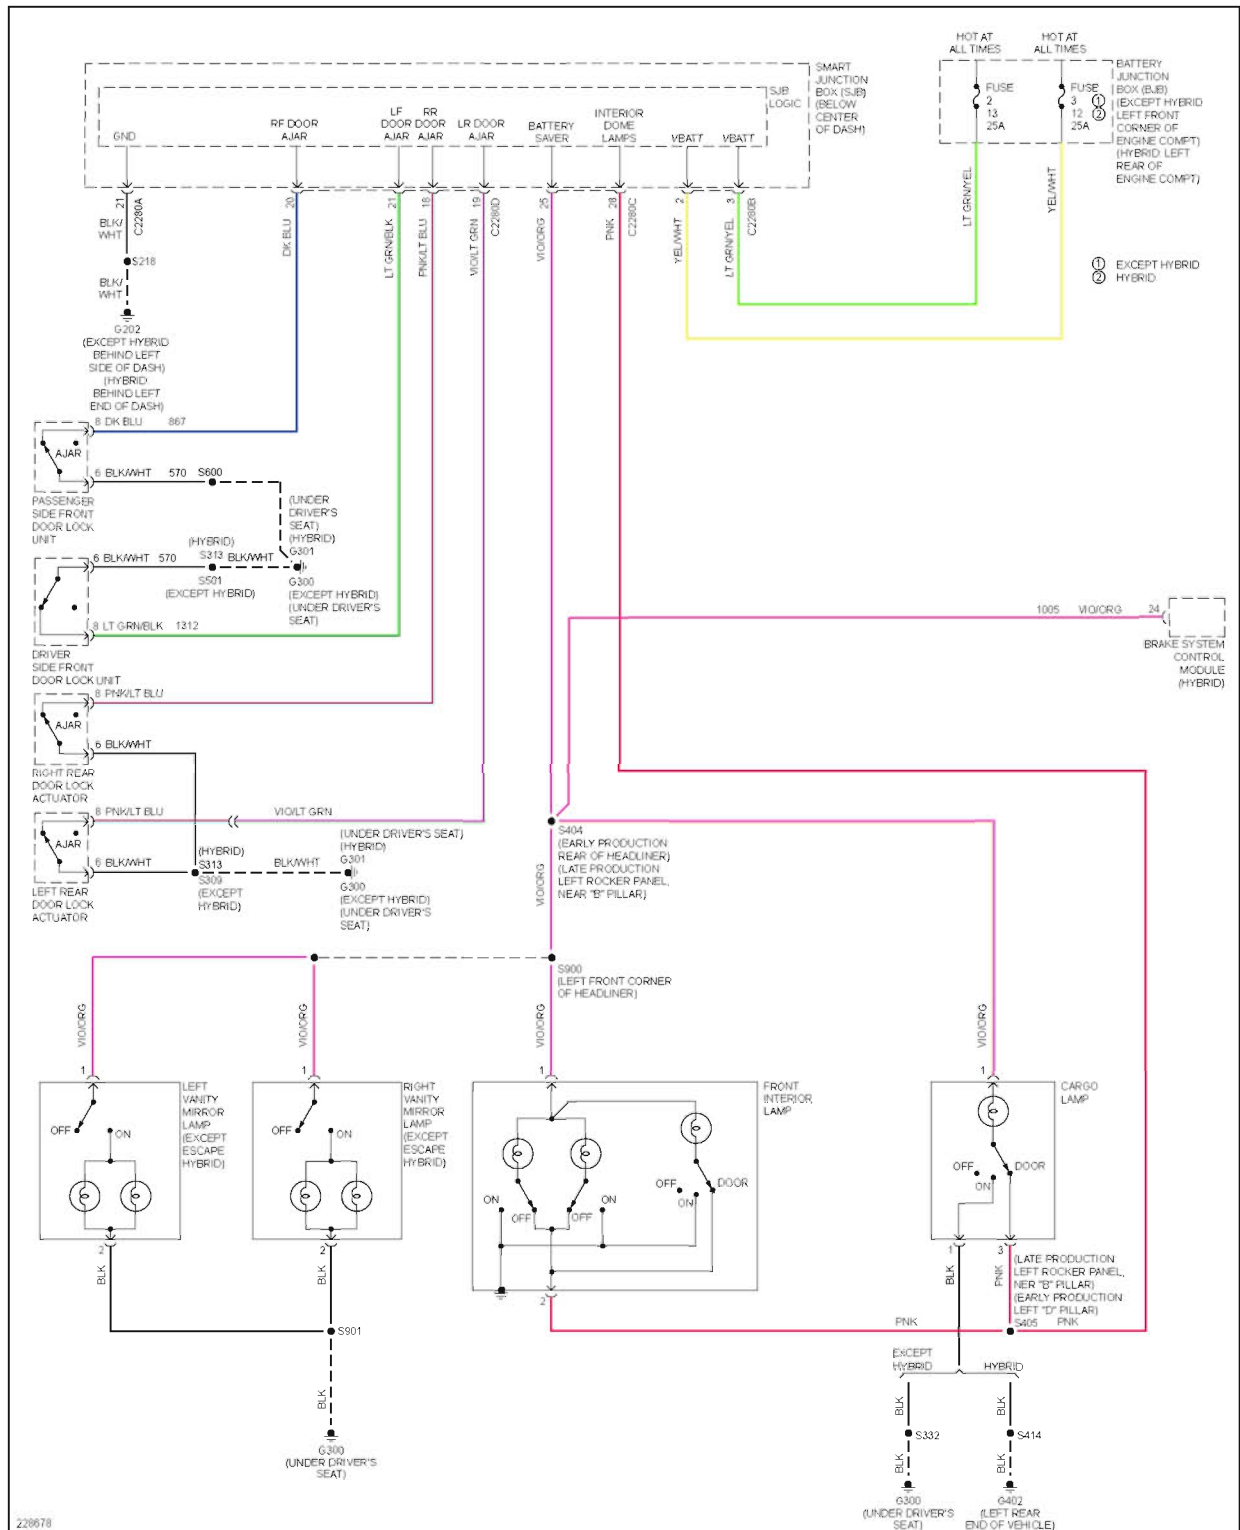 HOT AT
ALL TIMES
HOT AT
ALL TIMES
SMART
JUNCTION
BOX (SJB)
(BELOW
CENTER
OF DASH)
SJB
LOGIC
BATTERY
JUNCTION
BOX (BJB)
(EXCEPT HYBRID
LEFT FRONT
CORNER OF
ENGINE COMPT)
(HYBRID: LEFT
REAR OF
ENGINE COMPT)
FUSE
2
13
25A
FUSE
3 ①
12 ②
25A
GND
RF DOOR
AJAR
LF
DOOR
AJAR
RR
DOOR
AJAR
LR DOOR
AJAR
BATTERY
SAVER
INTERIOR
DOME
LAMPS
VBATT
VBATT
21
C2280A
20
21
18
19
C2280D
25
28
C2280C
2
3
C2280B
BLK/
WHT
DK BLU
LT GRN/BLK
PNK/LT BLU
VIO/LT GRN
VIO/ORG
PNK
YEL/WHT
LT GRN/YEL
LT GRN/YEL
YEL/WHT
① EXCEPT HYBRID
② HYBRID
S218
BLK/
WHT
G202
(EXCEPT HYBRID
BEHIND LEFT
SIDE OF DASH)
(HYBRID
BEHIND LEFT
END OF DASH)
8 DK BLU 867
AJAR
6 BLK/WHT 570 S600
PASSENGER
SIDE FRONT
DOOR LOCK
UNIT
(UNDER
DRIVER'S
SEAT)
(HYBRID)
G301
(HYBRID)
6 BLK/WHT 570 S313 BLK/WHT
S501
(EXCEPT HYBRID)
G300
(EXCEPT HYBRID)
(UNDER DRIVER'S
SEAT)
8 LT GRN/BLK 1312
DRIVER
SIDE FRONT
DOOR LOCK UNIT
1005 VIO/ORG 24
BRAKE SYSTEM
CONTROL
MODULE
(HYBRID)
8 PNK/LT BLU
AJAR
6 BLK/WHT
RIGHT REAR
DOOR LOCK
ACTUATOR
8 PNK/LT BLU VIO/LT GRN
AJAR
6 BLK/WHT
LEFT REAR
DOOR LOCK
ACTUATOR
(HYBRID)
S313
S309
(EXCEPT
HYBRID)
BLK/WHT
(UNDER DRIVER'S SEAT)
(HYBRID)
G301
G300
(EXCEPT HYBRID)
(UNDER DRIVER'S
SEAT)
S404
(EARLY PRODUCTION
REAR OF HEADLINER)
(LATE PRODUCTION
LEFT ROCKER PANEL,
NEAR "B" PILLAR)
VIO/ORG
S900
(LEFT FRONT CORNER
OF HEADLINER)
VIO/ORG
VIO/ORG
VIO/ORG
VIO/ORG
1
1
1
1
LEFT
VANITY
MIRROR
LAMP
(EXCEPT
ESCAPE
HYBRID)
OFF
ON
RIGHT
VANITY
MIRROR
LAMP
(EXCEPT
ESCAPE
HYBRID)
OFF
ON
FRONT
INTERIOR
LAMP
ON
OFF
OFF
ON
OFF
ON
DOOR
CARGO
LAMP
OFF
ON
DOOR
2
2
2
1
3
BLK
BLK
BLK
PNK
(LATE PRODUCTION
LEFT ROCKER PANEL,
NER "B" PILLAR)
(EARLY PRODUCTION
LEFT "D" PILLAR)
S405
PNK
PNK
S901
BLK
G300
(UNDER DRIVER'S
SEAT)
EXCEPT
HYBRID
HYBRID
BLK
BLK
S332
S414
BLK
BLK
G300
(UNDER DRIVER'S
SEAT)
G402
(LEFT REAR
END OF VEHICLE)
228678